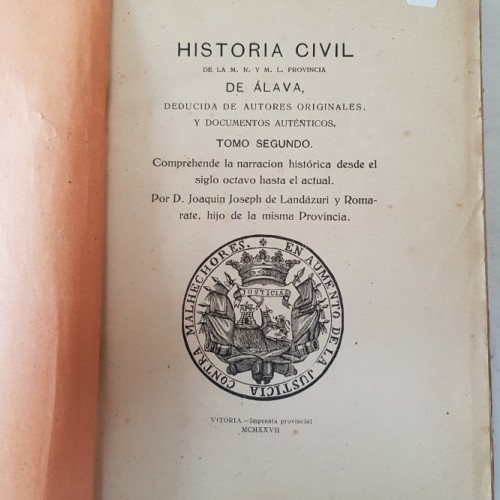 HISTORIA CIVIL
DE LA M. N. Y M. L. PROVINCIA
DE ÁLAVA,
DEDUCIDA DE AUTORES ORIGINALES,
Y DOCUMENTOS AUTÉNTICOS.
TOMO SEGUNDO.
Comprehende la narracion histórica desde el
siglo octavo hasta el actual.
Por D. Joaquin Joseph de Landázuri y Roma-
rate, hijo de la misma Provincia.
EN AUMENTO DE LA JUSTICIA CONTRA MALHECHORES.
JUSTICIA
VITORIA.—Imprenta provincial
MCMXXVII